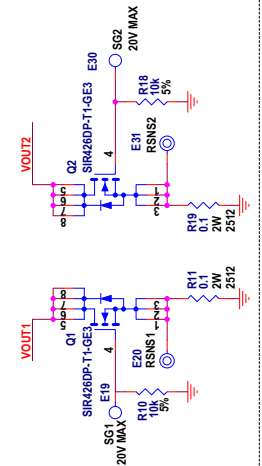 SG2
20V MAX
E30
R18
10k
5%
SIR426DP-T1-GE3
Q2
4
E31
RSNS2
VOUT2
5
6
7
8
1
2
3
R19
0.1
2W
2512
VOUT1
8
7
6
5
3
2
1
R11
0.1
2W
2512
Q1
SIR426DP-T1-GE3
4
E20
RSNS1
E19
SG1
20V MAX
R10
10k
5%